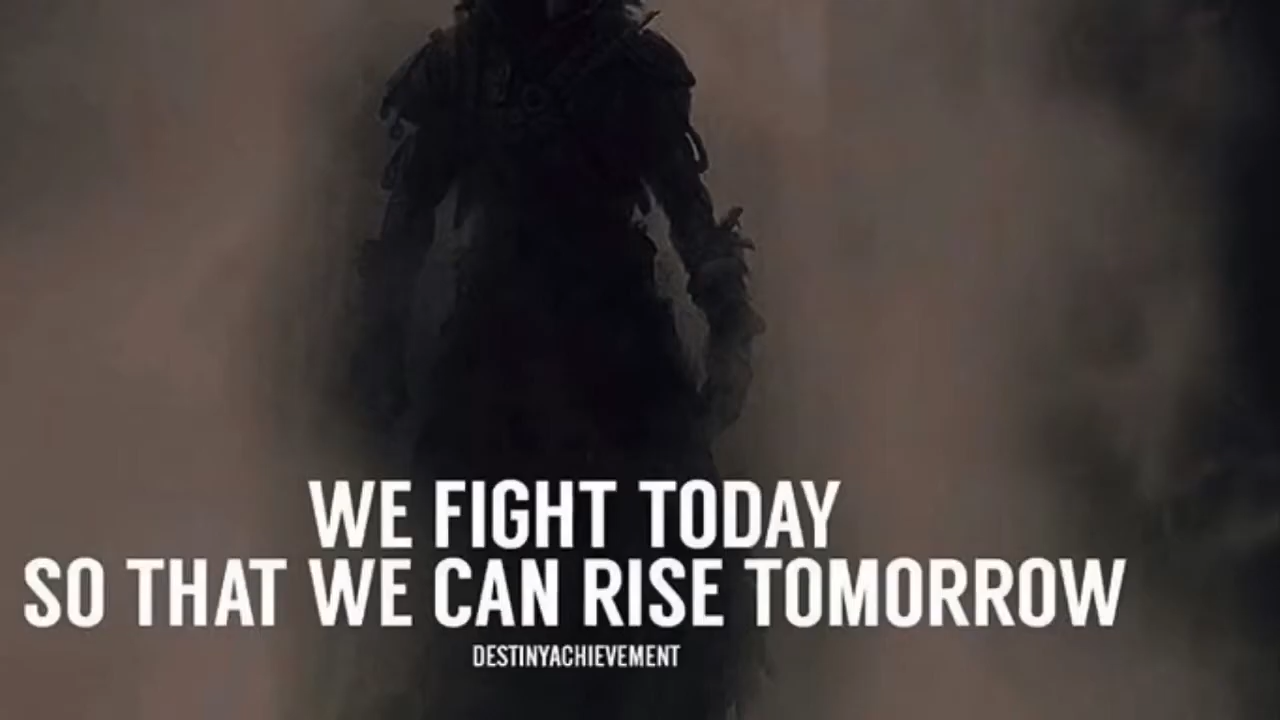 WE FIGHT TODAY
SO THAT WE CAN RISE TOMORROW
DESTINYACHIEVEMENT